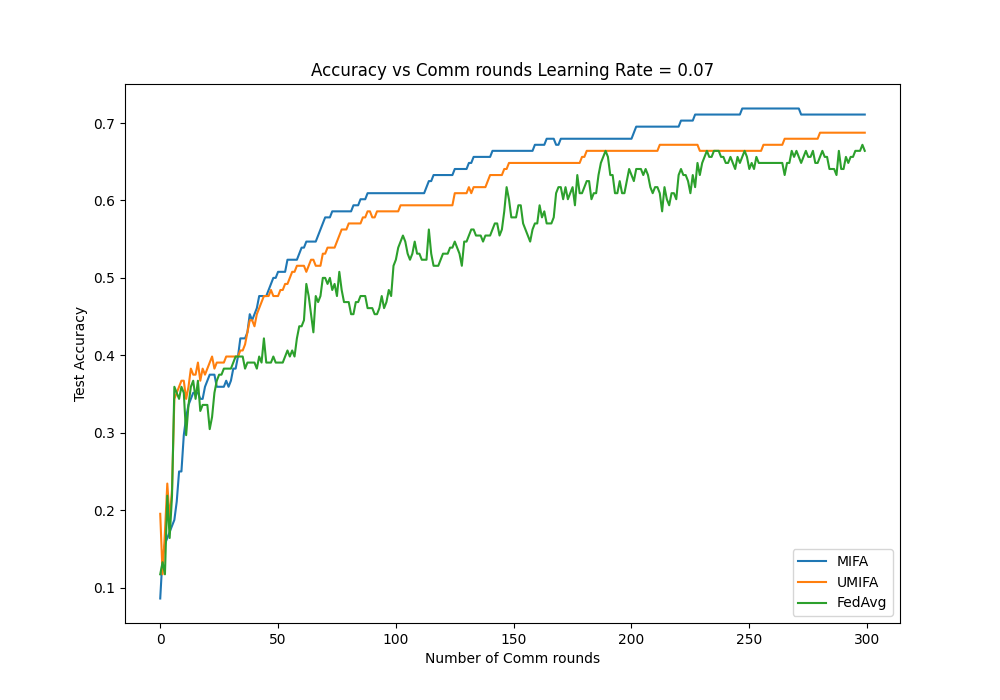 Accuracy vs Comm rounds Learning Rate = 0.07
Test Accuracy
0.7
0.6
0.5
0.4
0.3
0.2
0.1
0 50 100 150 200 250 300
Number of Comm rounds
MIFA
UMIFA
FedAvg